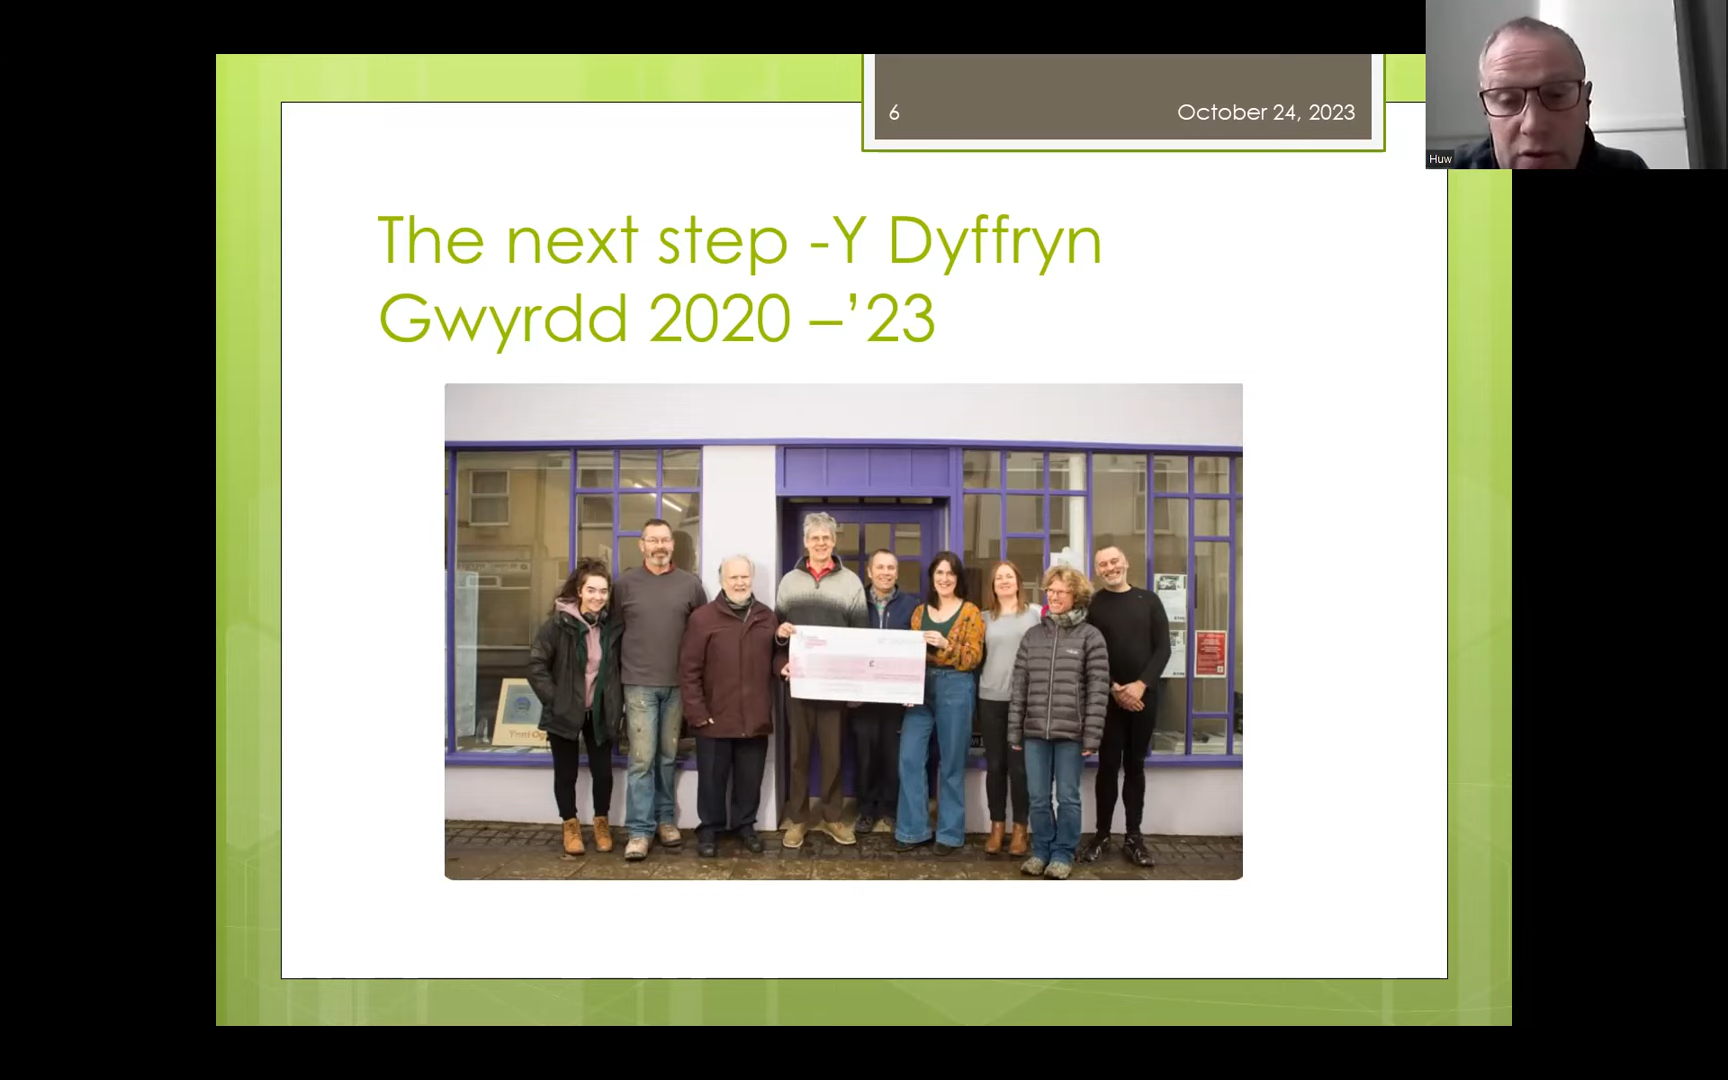 6
October 24, 2023
Huw
The next step -Y Dyffryn
Gwyrdd 2020 –’23
£